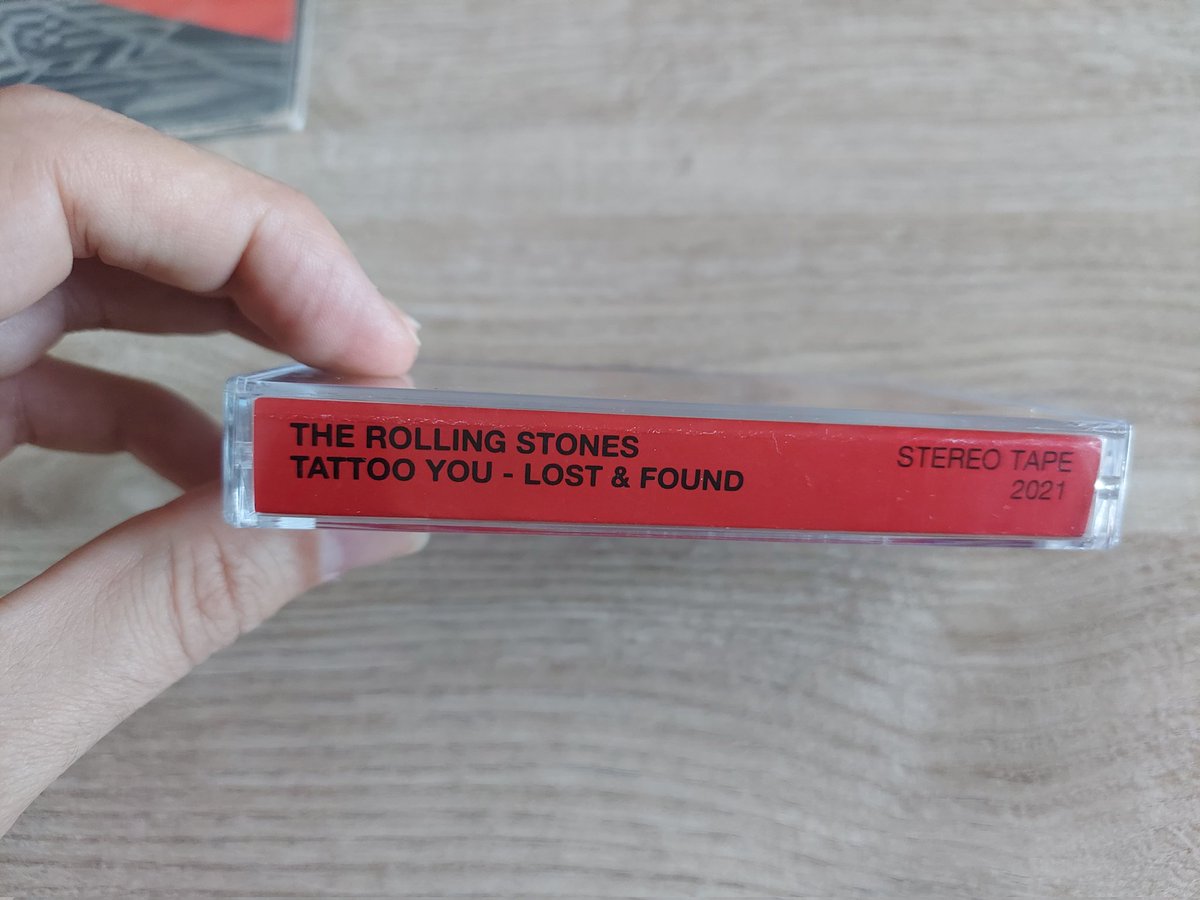 THE ROLLING STONES
TATTOO YOU - LOST & FOUND
STEREO TAPE
2021